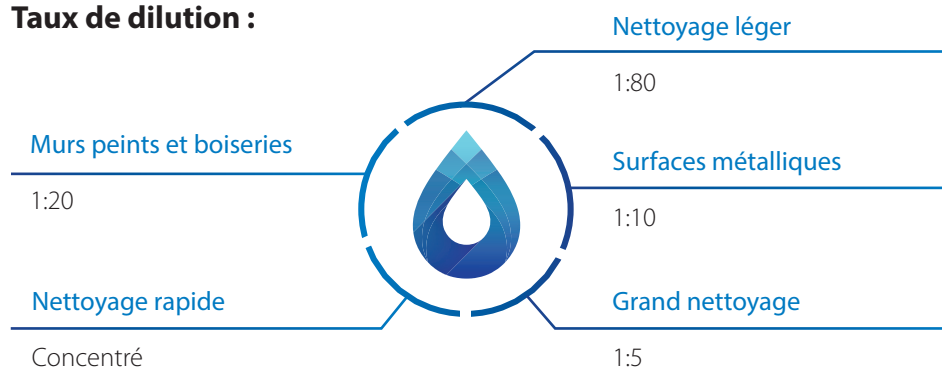 Taux de dilution :
Nettoyage léger
1:80
Murs peints et boiseries
1:20
Surfaces métalliques
1:10
Nettoyage rapide
Concentré
Grand nettoyage
1:5